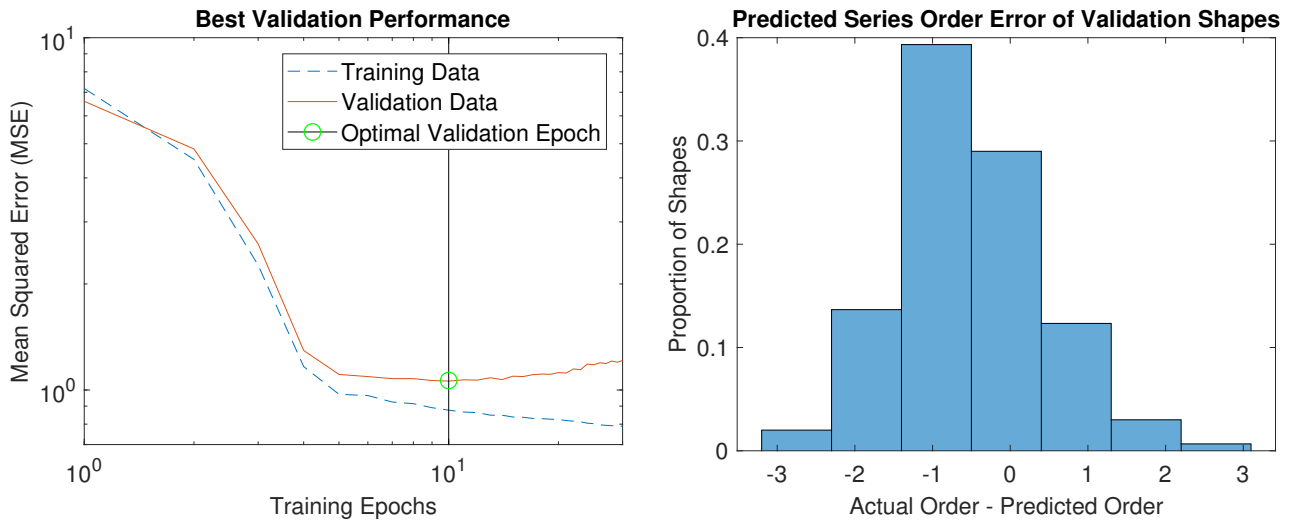 Best Validation Performance
10^1
10^0
Mean Squared Error (MSE)
Training Data
Validation Data
Optimal Validation Epoch
10^0
10^1
Training Epochs
Predicted Series Order Error of Validation Shapes
0.4
0.3
0.2
0.1
0
Proportion of Shapes
-3
-2
-1
0
1
2
3
Actual Order - Predicted Order